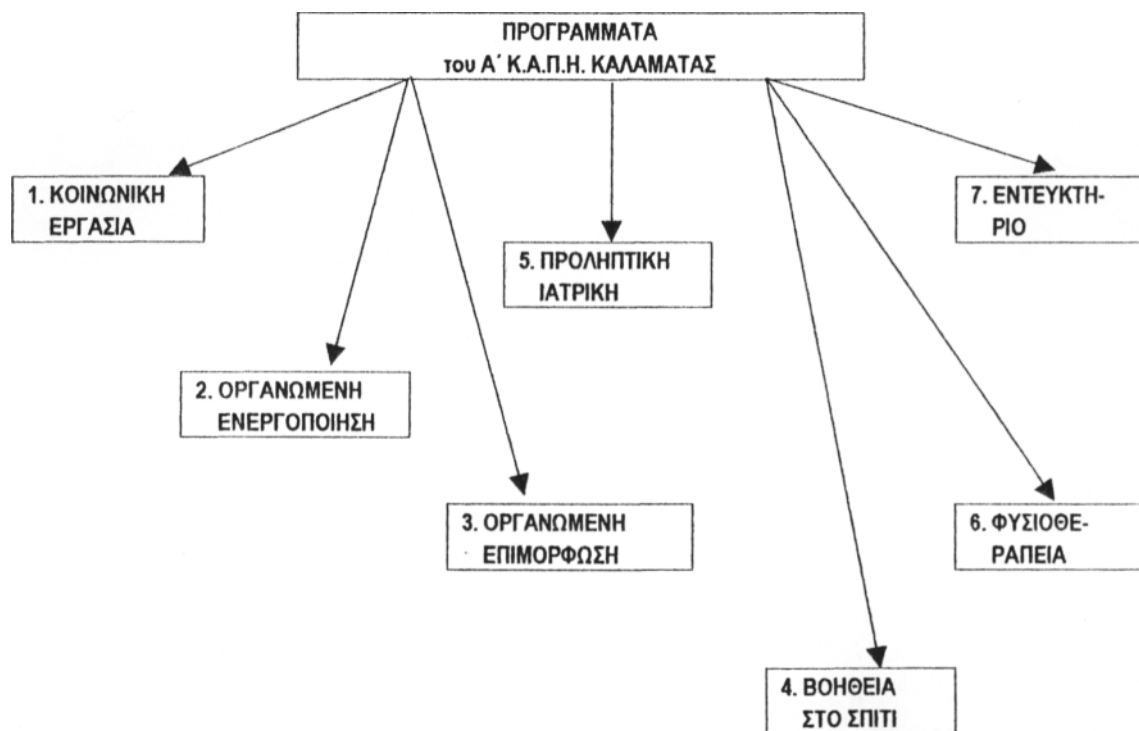 ΠΡΟΓΡΑΜΜΑΤΑ
του Α΄ Κ.Α.Π.Η. ΚΑΛΑΜΑΤΑΣ
1. ΚΟΙΝΩΝΙΚΗ
ΕΡΓΑΣΙΑ
7. ΕΝΤΕΥΚΤΗ-
ΡΙΟ
5. ΠΡΟΛΗΠΤΙΚΗ
ΙΑΤΡΙΚΗ
2. ΟΡΓΑΝΩΜΕΝΗ
ΕΝΕΡΓΟΠΟΙΗΣΗ
3. ΟΡΓΑΝΩΜΕΝΗ
ΕΠΙΜΟΡΦΩΣΗ
6. ΦΥΣΙΟΘΕ-
ΡΑΠΕΙΑ
4. ΒΟΗΘΕΙΑ
ΣΤΟ ΣΠΙΤΙ